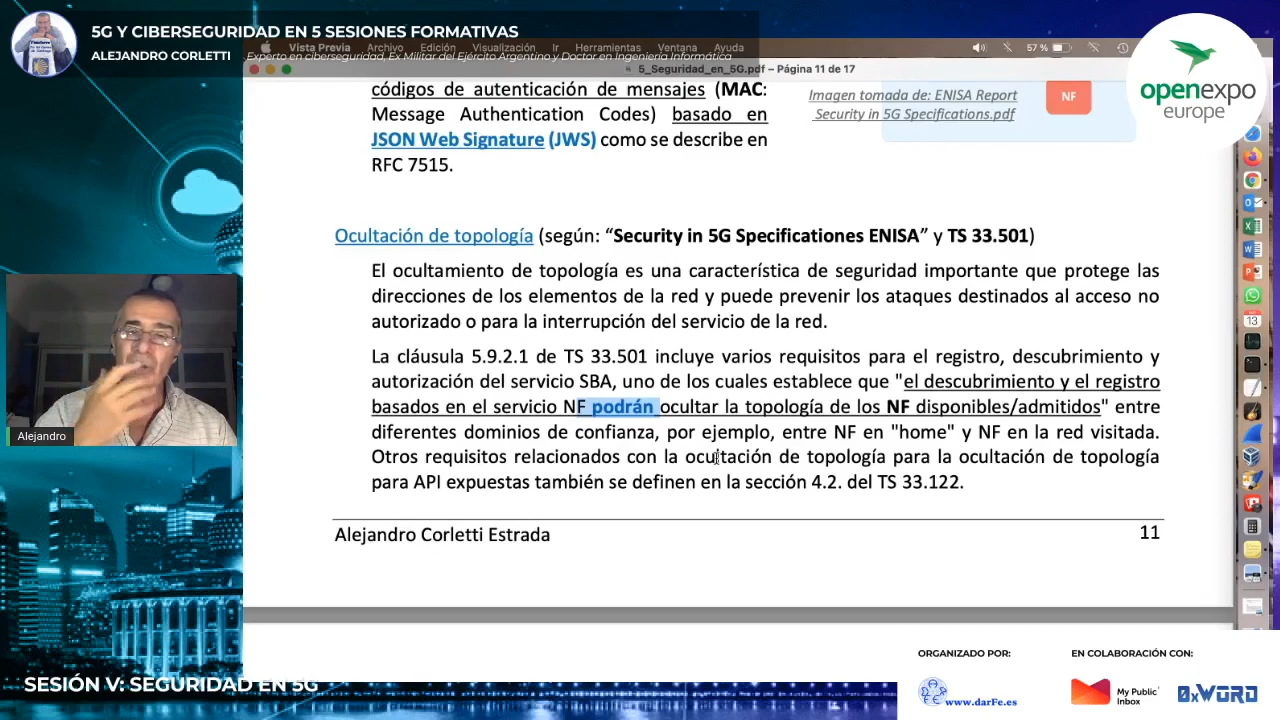 5G Y CIBERSEGURIDAD EN 5 SESIONES FORMATIVAS
ALEJANDRO CORLETTI Experto en ciberseguridad, Ex Militar del Ejército Argentino y Doctor en Ingeniería Informática
Vista Previa Archivo Edición Visualización Ir Herramientas Ventana Ayuda
57 %
5_Seguridad_en_5G.pdf – Página 11 de 17
openexpo
europe
códigos de autenticación de mensajes (MAC:
Message Authentication Codes) basado en
JSON Web Signature (JWS) como se describe en
RFC 7515.
Imagen tomada de: ENISA Report
Security in 5G Specifications.pdf
NF
Ocultación de topología (según: “Security in 5G Specificationes ENISA” y TS 33.501)
El ocultamiento de topología es una característica de seguridad importante que protege las
direcciones de los elementos de la red y puede prevenir los ataques destinados al acceso no
autorizado o para la interrupción del servicio de la red.
La cláusula 5.9.2.1 de TS 33.501 incluye varios requisitos para el registro, descubrimiento y
autorización del servicio SBA, uno de los cuales establece que "el descubrimiento y el registro
basados en el servicio NF podrán ocultar la topología de los NF disponibles/admitidos" entre
diferentes dominios de confianza, por ejemplo, entre NF en "home" y NF en la red visitada.
Otros requisitos relacionados con la ocultación de topología para la ocultación de topología
para API expuestas también se definen en la sección 4.2. del TS 33.122.
Alejandro Corletti Estrada
11
Alejandro
13
SESIÓN V: SEGURIDAD EN 5G
ORGANIZADO POR:
www.darFe.es
EN COLABORACIÓN CON:
My Public
Inbox
0xWORD